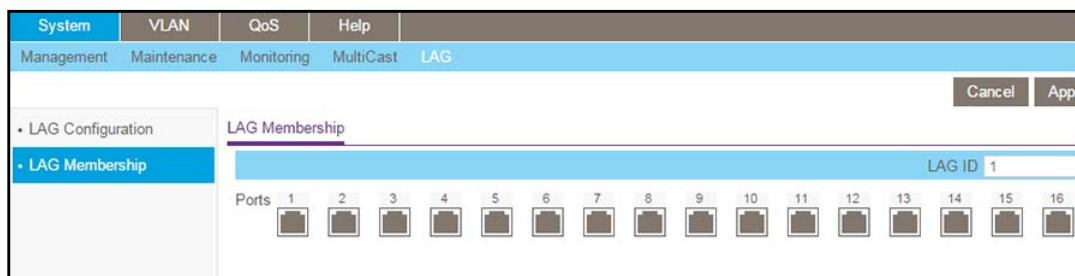 System VLAN QoS Help
Management Maintenance Monitoring MultiCast LAG
Cancel App
• LAG Configuration
LAG Membership
• LAG Membership
LAG ID 1
Ports 1 2 3 4 5 6 7 8 9 10 11 12 13 14 15 16